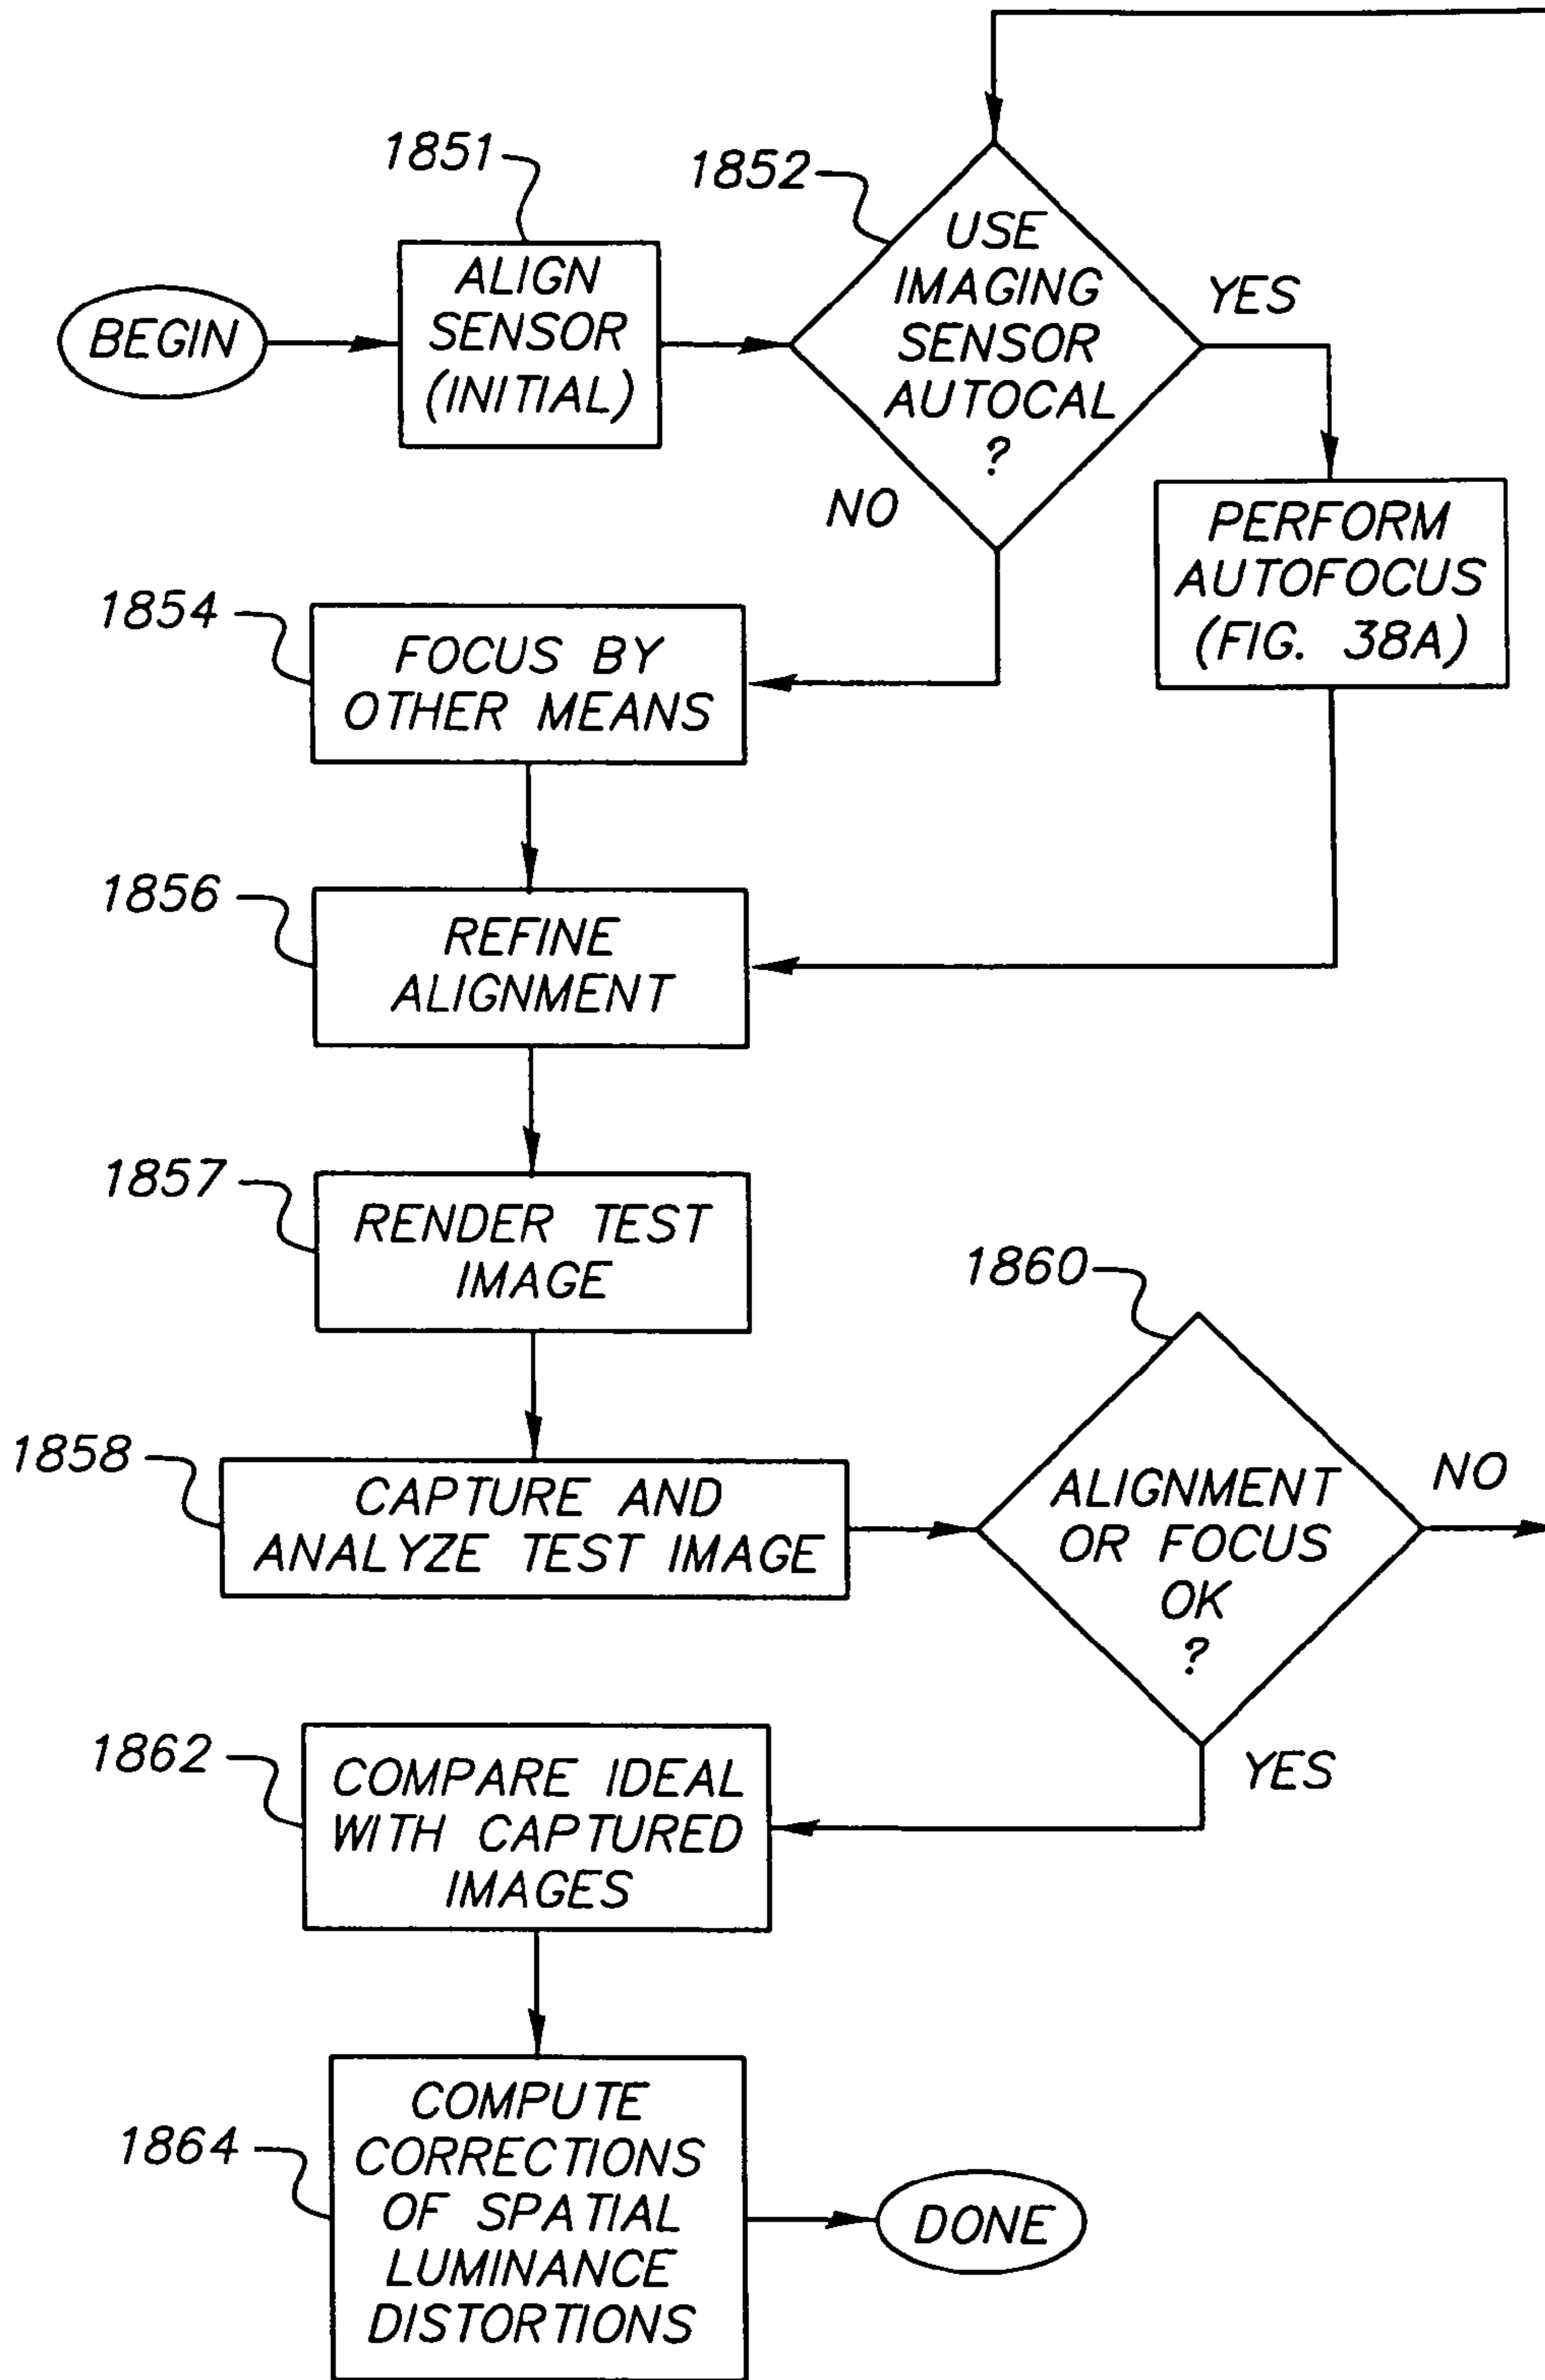 1851
1852
BEGIN
ALIGN
SENSOR
(INITIAL)
USE
IMAGING
SENSOR
AUTOCAL
?
YES
NO
PERFORM
AUTOFOCUS
(FIG. 38A)
1854
FOCUS BY
OTHER MEANS
1856
REFINE
ALIGNMENT
1857
RENDER TEST
IMAGE
1858
CAPTURE AND
ANALYZE TEST IMAGE
1860
ALIGNMENT
OR FOCUS
OK
?
NO
YES
1862
COMPARE IDEAL
WITH CAPTURED
IMAGES
1864
COMPUTE
CORRECTIONS
OF SPATIAL
LUMINANCE
DISTORTIONS
DONE